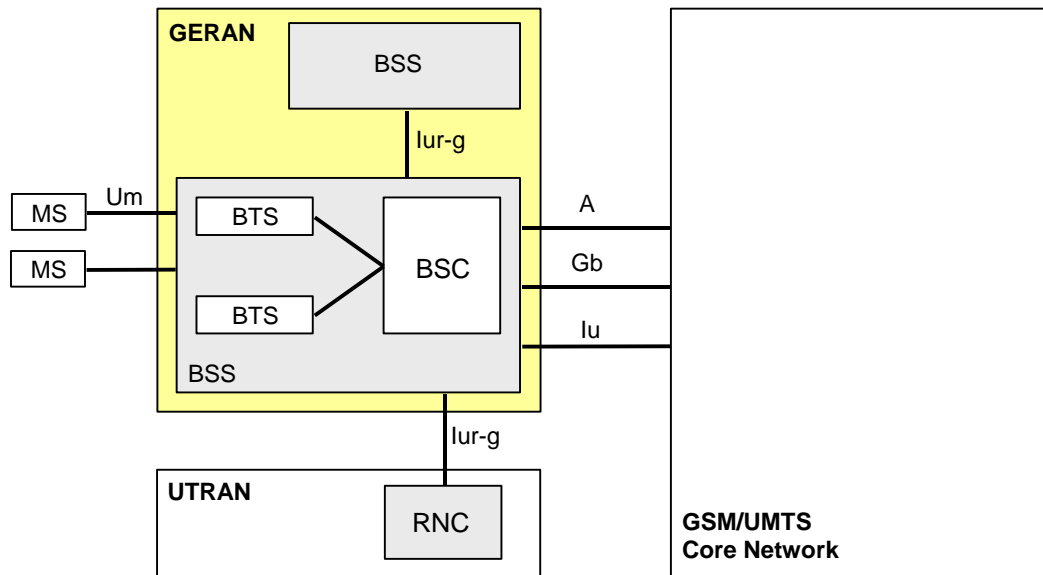 GERAN
BSS
Iur-g
Um
MS
MS
BTS
BTS
BSC
BSS
A
Gb
Iu
Iur-g
UTRAN
RNC
GSM/UMTS
Core Network